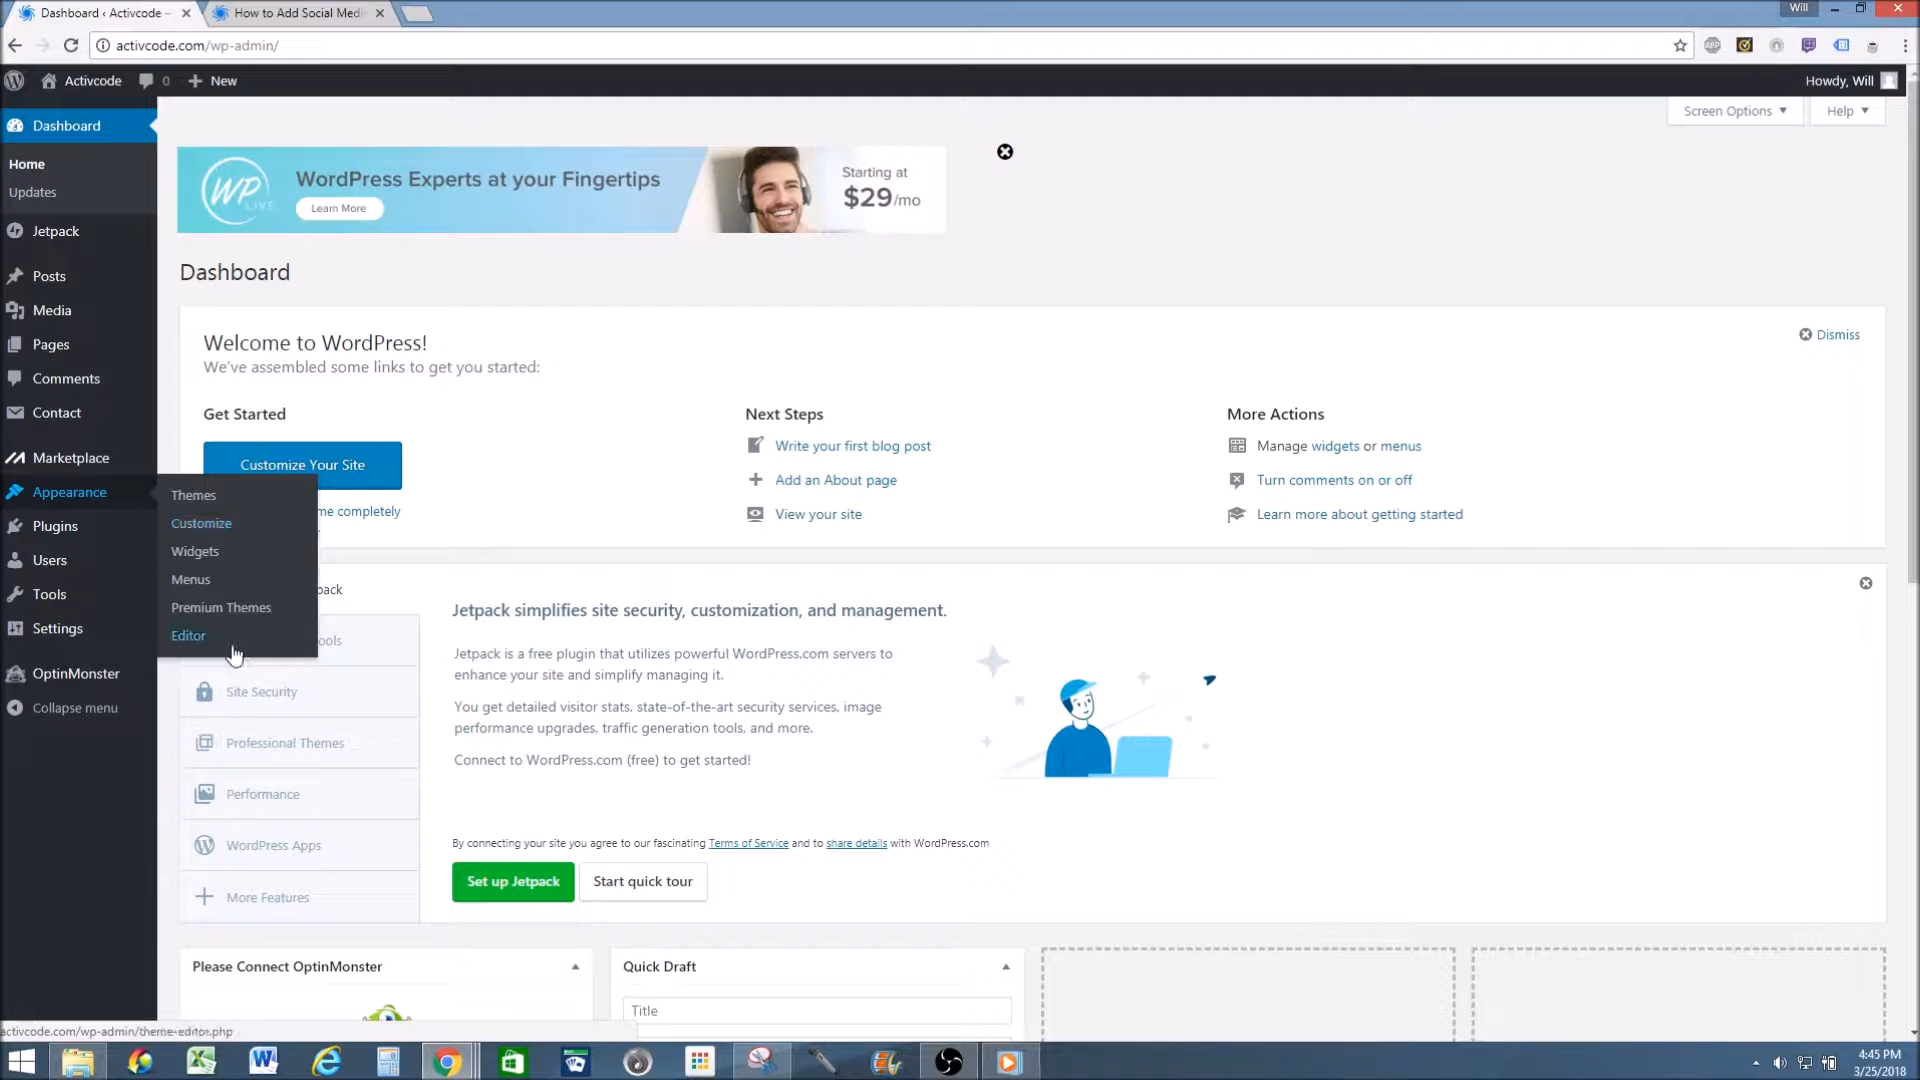 Dashboard ‹ Activcode –
How to Add Social Medi
Will
activcode.com/wp-admin/
ABP
Activcode
0
New
Howdy, Will
Screen Options
Help
Dashboard
Home
Updates
Jetpack
Posts
Media
Pages
Comments
Contact
Marketplace
Appearance
Plugins
Users
Tools
Settings
OptinMonster
Collapse menu
Themes
Customize
Widgets
Menus
Premium Themes
Editor
WP
LIVE
WordPress Experts at your Fingertips
Learn More
Starting at
$29/mo
Dashboard
Welcome to WordPress!
We've assembled some links to get you started:
Dismiss
Get Started
Customize Your Site
me completely
Next Steps
Write your first blog post
Add an About page
View your site
More Actions
Manage widgets or menus
Turn comments on or off
Learn more about getting started
pack
ools
Site Security
Professional Themes
Performance
WordPress Apps
More Features
Jetpack simplifies site security, customization, and management.
Jetpack is a free plugin that utilizes powerful WordPress.com servers to
enhance your site and simplify managing it.
You get detailed visitor stats, state-of-the-art security services, image
performance upgrades, traffic generation tools, and more.
Connect to WordPress.com (free) to get started!
By connecting your site you agree to our fascinating Terms of Service and to share details with WordPress.com
Set up Jetpack
Start quick tour
Please Connect OptinMonster
Quick Draft
Title
activcode.com/wp-admin/theme-editor.php
4:45 PM
3/25/2018